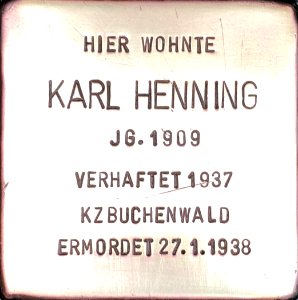 HIER WOHNTE
KARL HENNING
JG. 1909
VERHAFTET 1937
KZ BUCHENWALD
ERMORDET 27.1.1938